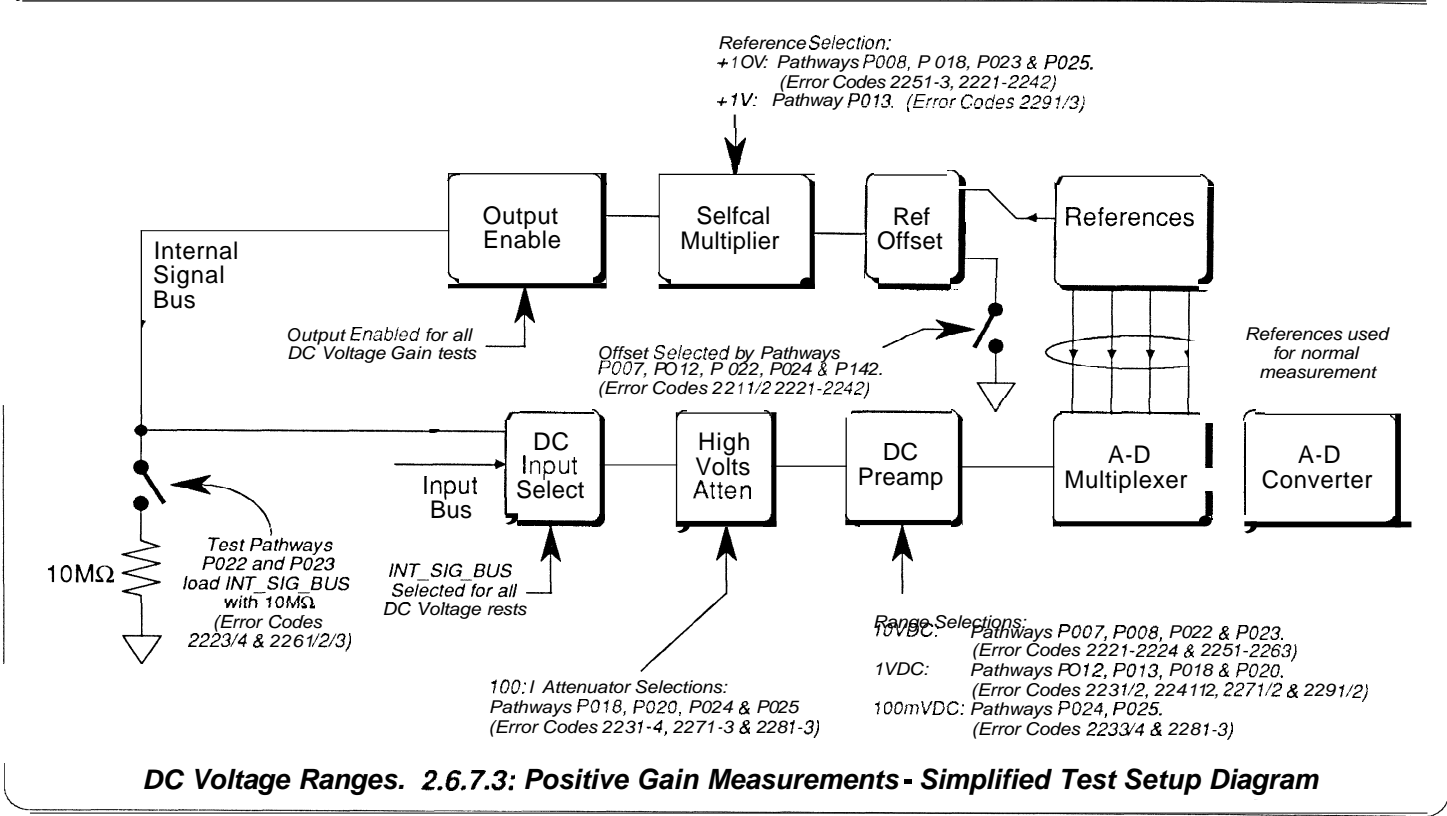 Reference Selection:
+1OV: Pathways P008, P 018, P023 & P025.
(Error Codes 2251-3, 2221-2242)
+1V: Pathway P013. (Error Codes 2291/3)
Output
Enable
Selfcal
Multiplier
Ref
Offset
References
Internal
Signal
Bus
Output Enabled for all
DC Voltage Gain tests
Offset Selected by Pathways
P007, PO12, P 022, P024 & P142.
(Error Codes 2211/2 2221-2242)
References used
for normal
measurement
DC
Input
Select
High
Volts
Atten
DC
Preamp
A-D
Multiplexer
A-D
Converter
Input
Bus
10MΩ
Test Pathways
P022 and P023
load INT_SIG_BUS
with 10MΩ
(Error Codes
2223/4 & 2261/2/3)
INT_SIG_BUS
Selected for all
DC Voltage rests
100:I Attenuator Selections:
Pathways P018, P020, P024 & P025
(Error Codes 2231-4, 2271-3 & 2281-3)
Range Selections:
10VDC: Pathways P007, P008, P022 & P023.
(Error Codes 2221-2224 & 2251-2263)
1VDC: Pathways PO12, P013, P018 & P020.
(Error Codes 2231/2, 224112, 2271/2 & 2291/2)
100mVDC: Pathways P024, P025.
(Error Codes 2233/4 & 2281-3)
DC Voltage Ranges. 2.6.7.3: Positive Gain Measurements - Simplified Test Setup Diagram